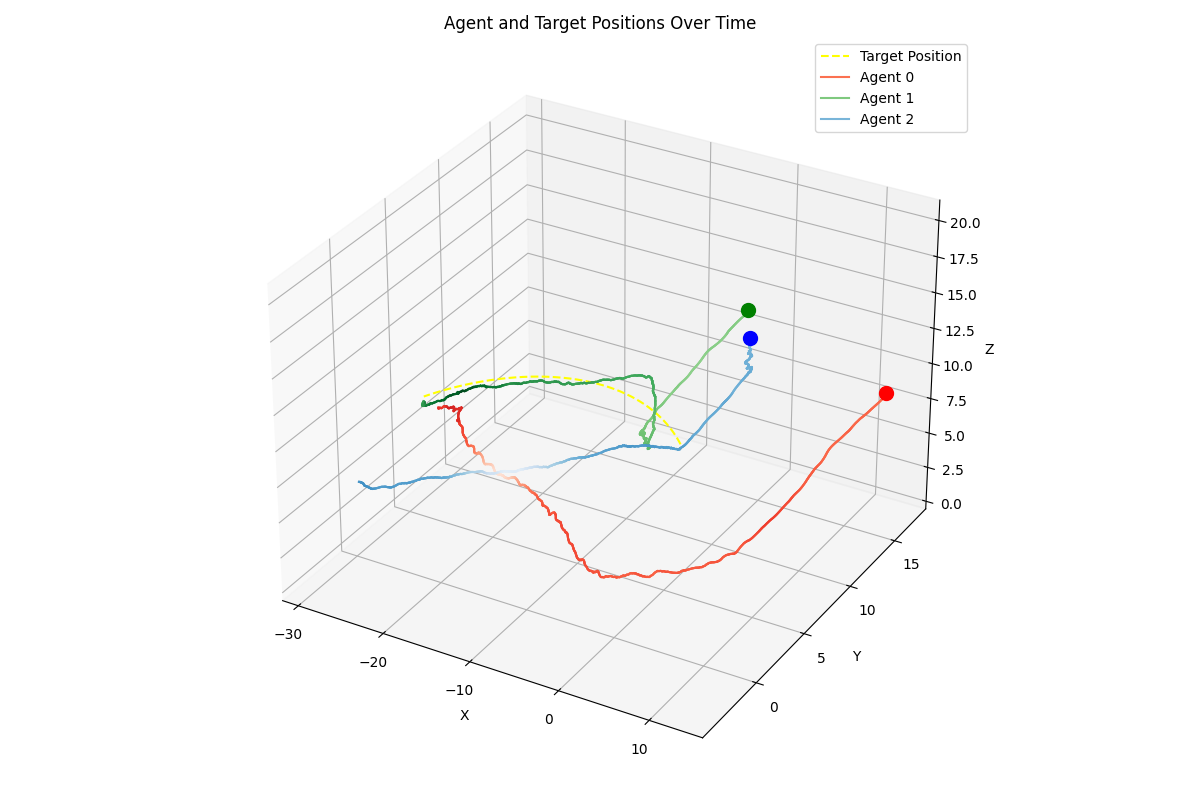 Agent and Target Positions Over Time
Target Position
Agent 0
Agent 1
Agent 2
20.0
17.5
15.0
12.5
10.0
7.5
5.0
2.5
0.0
Z
15
10
5
0
Y
−30
−20
−10
0
10
X